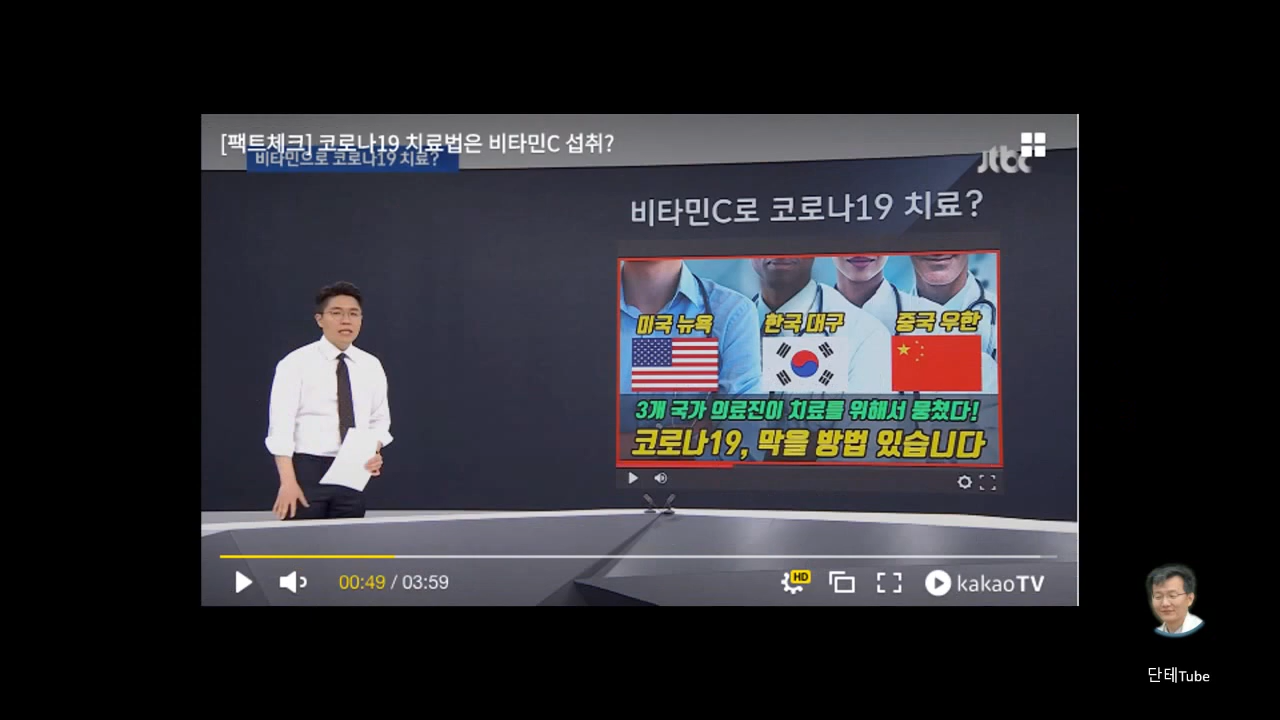 [팩트체크] 코로나19 치료법은 비타민C 섭취?
비타민으로 코로나19 치료?
jtbc
비타민C로 코로나19 치료?
미국 뉴욕
한국 대구
중국 우한
3개 국가 의료진이 치료를 위해서 뭉쳤다!
코로나19, 막을 방법 있습니다
00:49 / 03:59
HD
kakaoTV
단테Tube